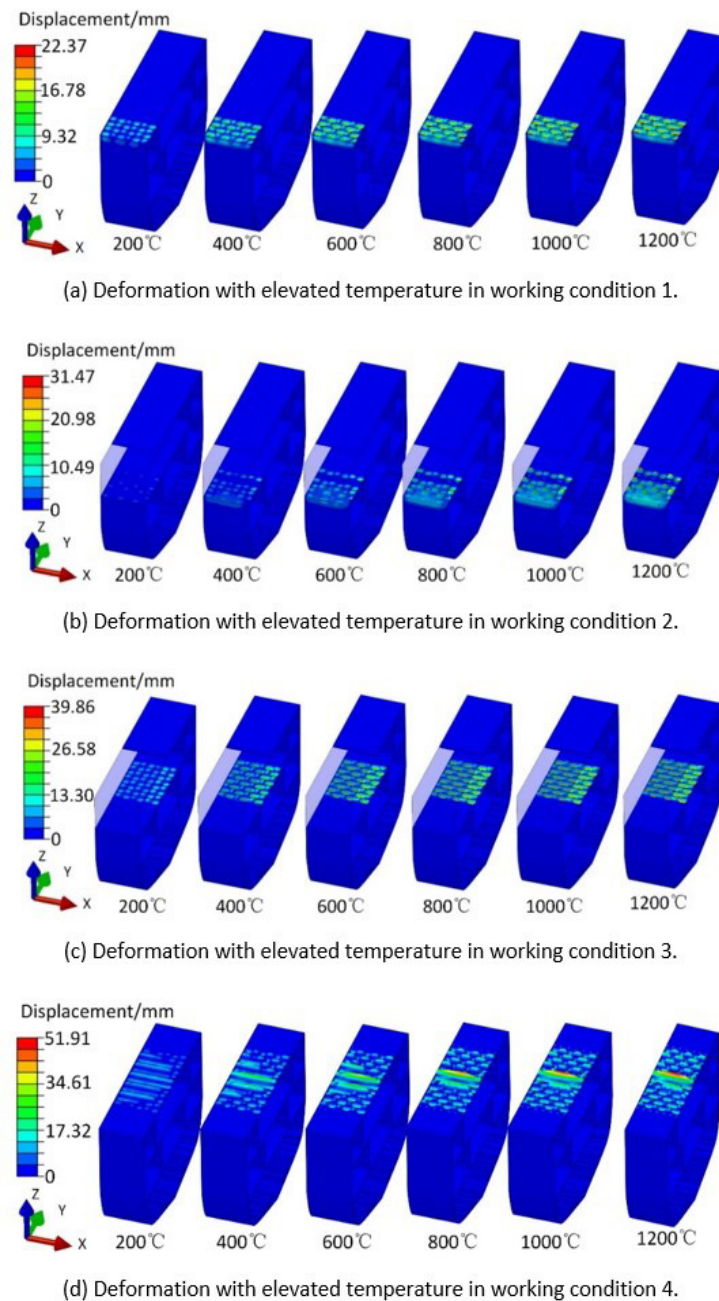 Displacement/mm
22.37
16.78
9.32
0
Z
Y
X
200℃ 400℃ 600℃ 800℃ 1000℃ 1200℃
(a) Deformation with elevated temperature in working condition 1.
Displacement/mm
31.47
20.98
10.49
0
Z
Y
X
200℃ 400℃ 600℃ 800℃ 1000℃ 1200℃
(b) Deformation with elevated temperature in working condition 2.
Displacement/mm
39.86
26.58
13.30
0
Z
Y
X
200℃ 400℃ 600℃ 800℃ 1000℃ 1200℃
(c) Deformation with elevated temperature in working condition 3.
Displacement/mm
51.91
34.61
17.32
0
Z
Y
X
200℃ 400℃ 600℃ 800℃ 1000℃ 1200℃
(d) Deformation with elevated temperature in working condition 4.